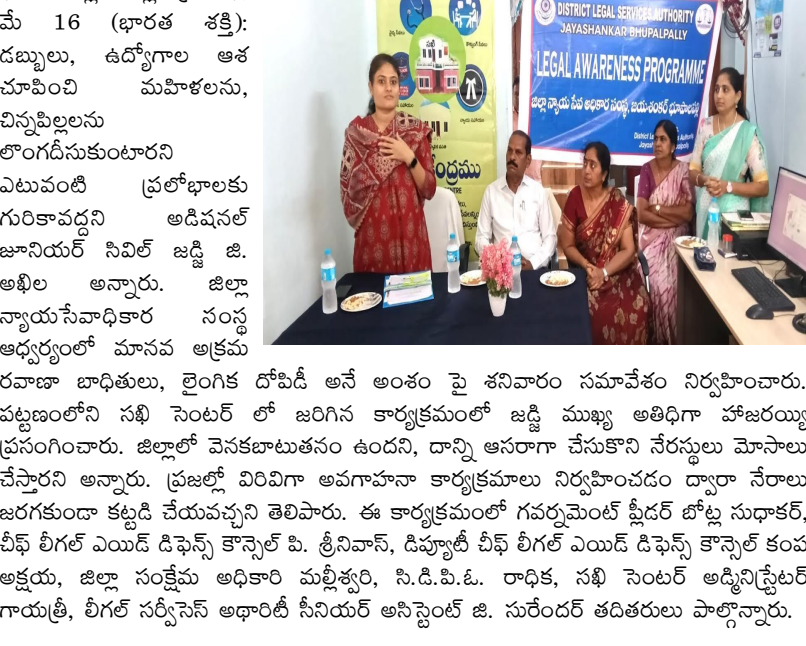 మే 16 (భారత శక్తి):
డబ్బులు, ఉద్యోగాల ఆశ
చూపించి మహిళలను,
చిన్నపిల్లలను
లొంగదీసుకుంటారని
ఎటువంటి ప్రలోభాలకు
గురికావద్దని అడిషనల్
జూనియర్ సివిల్ జడ్జి జి.
అఖిల అన్నారు. జిల్లా
న్యాయసేవాధికార సంస్థ
ఆధ్వర్యంలో మానవ అక్రమ
రవాణా బాధితులు, లైంగిక దోపిడీ అనే అంశం పై శనివారం సమావేశం నిర్వహించారు.
పట్టణంలోని సఖి సెంటర్ లో జరిగిన కార్యక్రమంలో జడ్జి ముఖ్య అతిథిగా హాజరయ్యి
ప్రసంగించారు. జిల్లాలో వెనకబాటుతనం ఉందని, దాన్ని ఆసరాగా చేసుకొని నేరస్థులు మోసాలు
చేస్తారని అన్నారు. ప్రజల్లో విరివిగా అవగాహనా కార్యక్రమాలు నిర్వహించడం ద్వారా నేరాలు
జరగకుండా కట్టడి చేయవచ్చని తెలిపారు. ఈ కార్యక్రమంలో గవర్నమెంట్ ప్లీడర్ బోట్ల సుధాకర్,
చీఫ్ లీగల్ ఎయిడ్ డిఫెన్స్ కౌన్సెల్ పి. శ్రీనివాస్, డిప్యూటీ చీఫ్ లీగల్ ఎయిడ్ డిఫెన్స్ కౌన్సెల్ కంప
అక్షయ, జిల్లా సంక్షేమ అధికారి మల్లీశ్వరి, సి.డి.పి.ఓ. రాధిక, సఖి సెంటర్ అడ్మినిస్ట్రేటర్
గాయత్రీ, లీగల్ సర్వీసెస్ అథారిటీ సీనియర్ అసిస్టెంట్ జి. సురేందర్ తదితరులు పాల్గొన్నారు.
DISTRICT LEGAL SERVICES AUTHORITY
JAYASHANKAR BHUPALPALLY
LEGAL AWARENESS PROGRAMME
జిల్లా న్యాయ సేవ అధికార సంస్థ, జయశంకర్ భూపాలపల్లి
సఖి